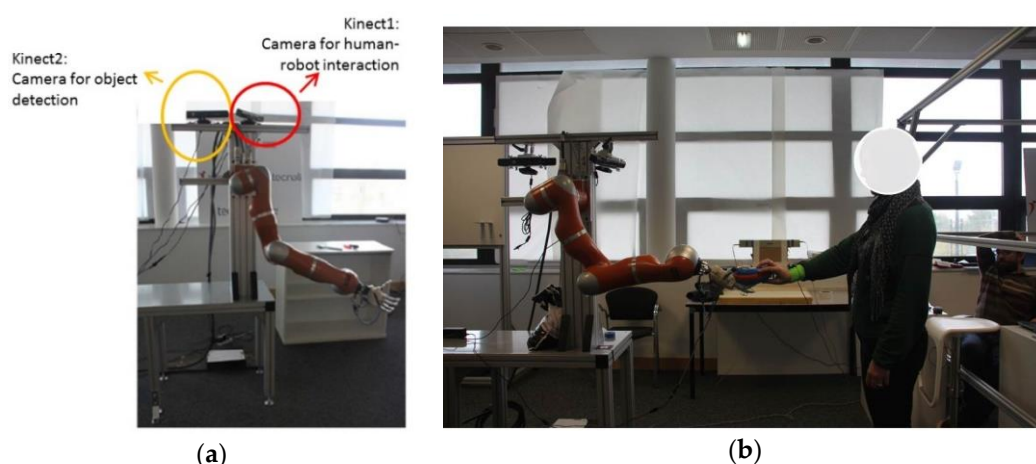 Kinect1:
Camera for human-
robot interaction
Kinect2:
Camera for object
detection
(a)
(b)